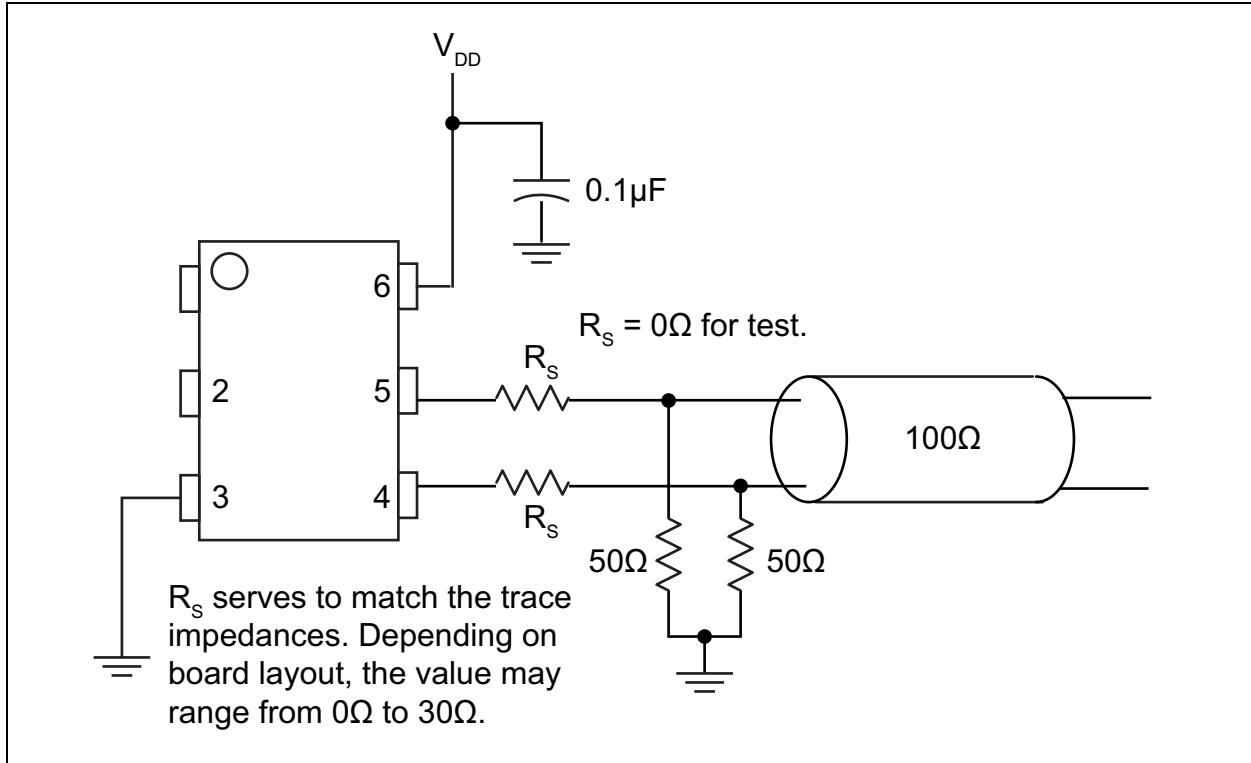 VDD
0.1µF
6
RS = 0Ω for test.
RS
2
5
100Ω
3
4
RS
50Ω
50Ω
RS serves to match the trace
impedances. Depending on
board layout, the value may
range from 0Ω to 30Ω.